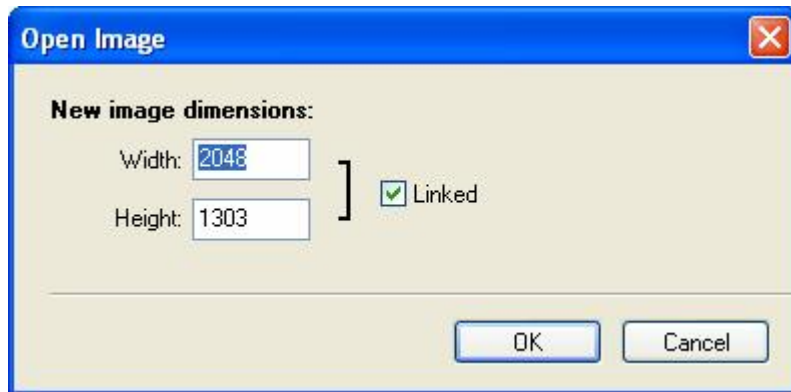 Open Image
New image dimensions:
Width: 2048
Height: 1303
Linked
OK Cancel